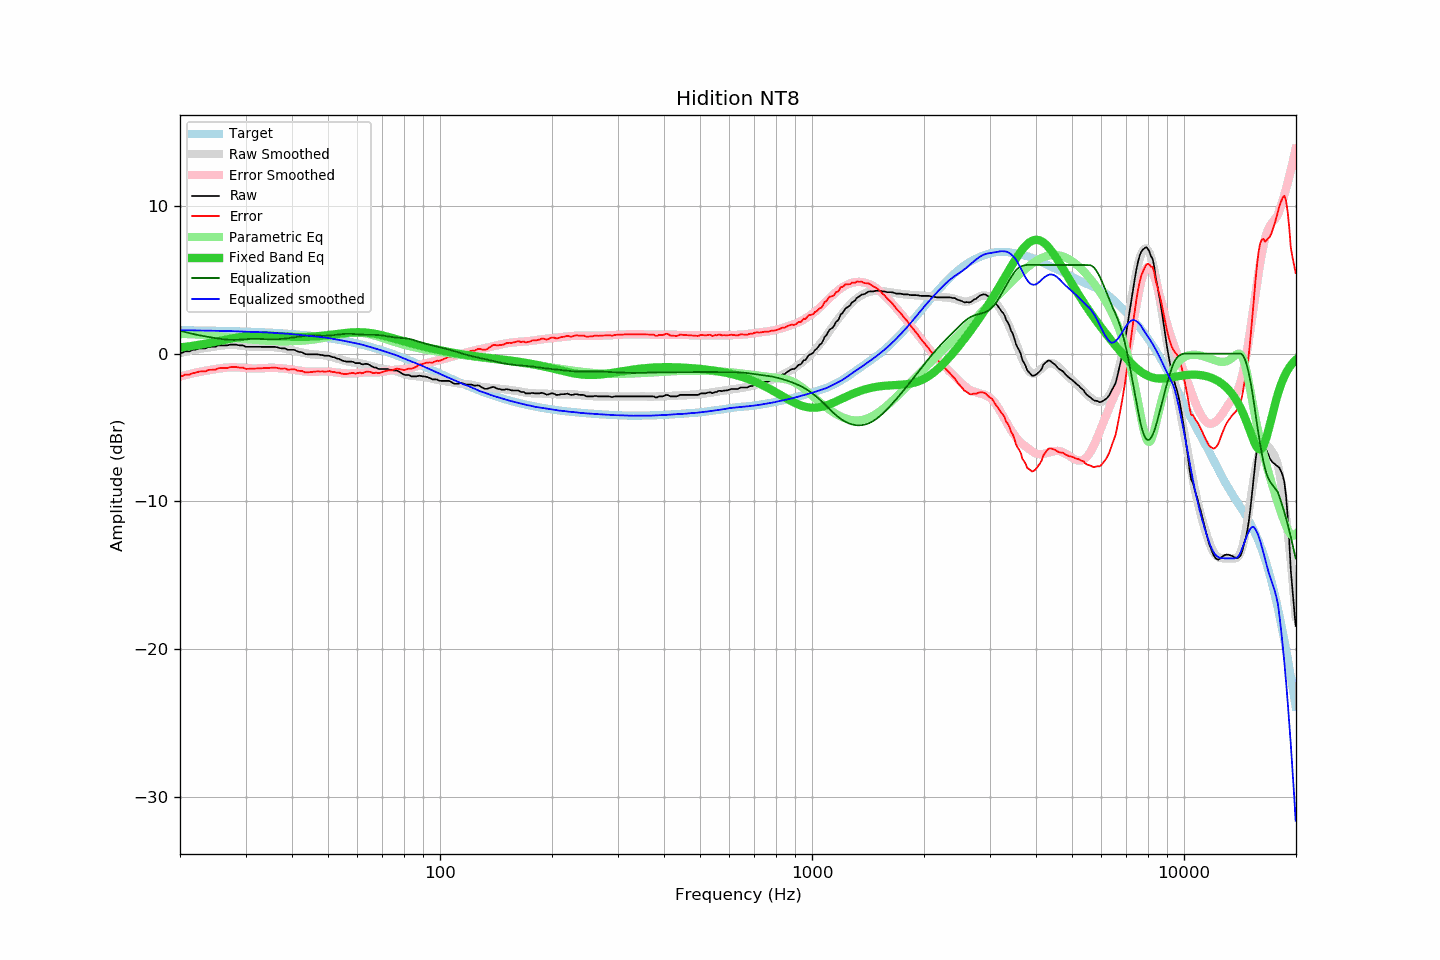 Hidition NT8
Target
Raw Smoothed
Error Smoothed
Raw
Error
Parametric Eq
Fixed Band Eq
Equalization
Equalized smoothed
10
0
−10
−20
−30
Amplitude (dBr)
100
1000
10000
Frequency (Hz)